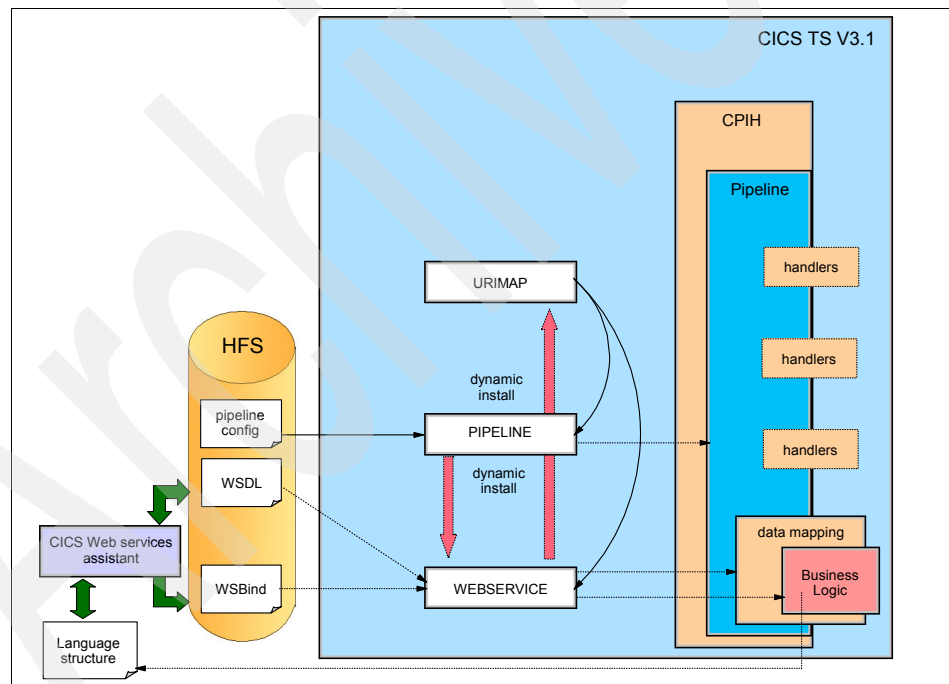 CICS TS V3.1
CPIH
Pipeline
handlers
URIMAP
HFS
handlers
dynamic
install
pipeline
config
PIPELINE
handlers
dynamic
install
WSDL
CICS Web services
assistant
data mapping
WSBind
WEBSERVICE
Business
Logic
Language
structure
Archive